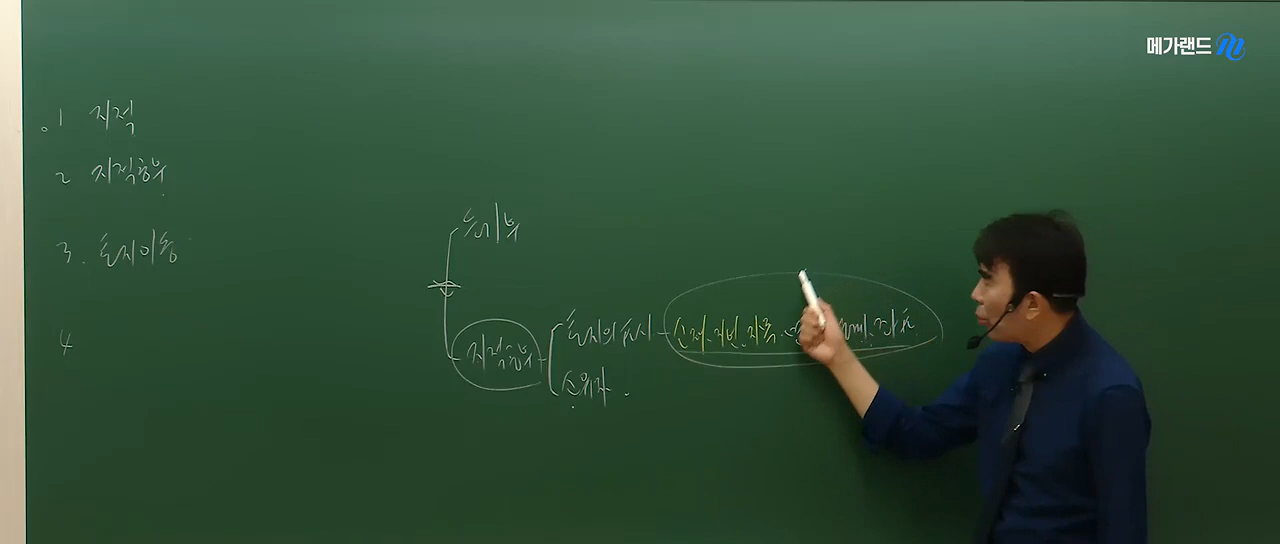 메가랜드
1 지적
2 지적공부
3. 토지이동
4
등기부
지적공부
토지의 표시 - 소재. 지번. 지목.
소유자.